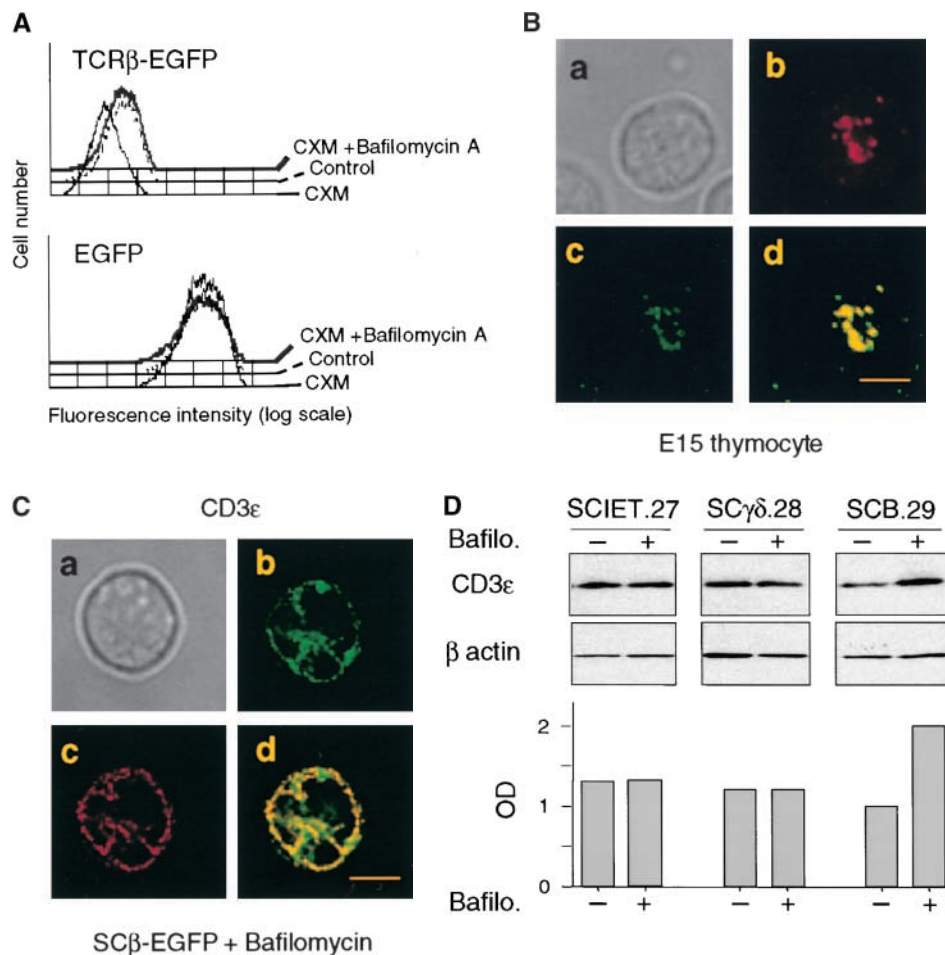 A
TCRβ-EGFP
CXM +Bafilomycin A
Control
CXM
EGFP
CXM +Bafilomycin A
Control
CXM
Cell number
Fluorescence intensity (log scale)
B
a
b
c
d
E15 thymocyte
C
CD3ε
a
b
c
d
SCβ-EGFP + Bafilomycin
D
SCIET.27 SCγδ.28 SCB.29
Bafilo. − + − + − +
CD3ε
β actin
2
1
0
OD
Bafilo. − + − + − +